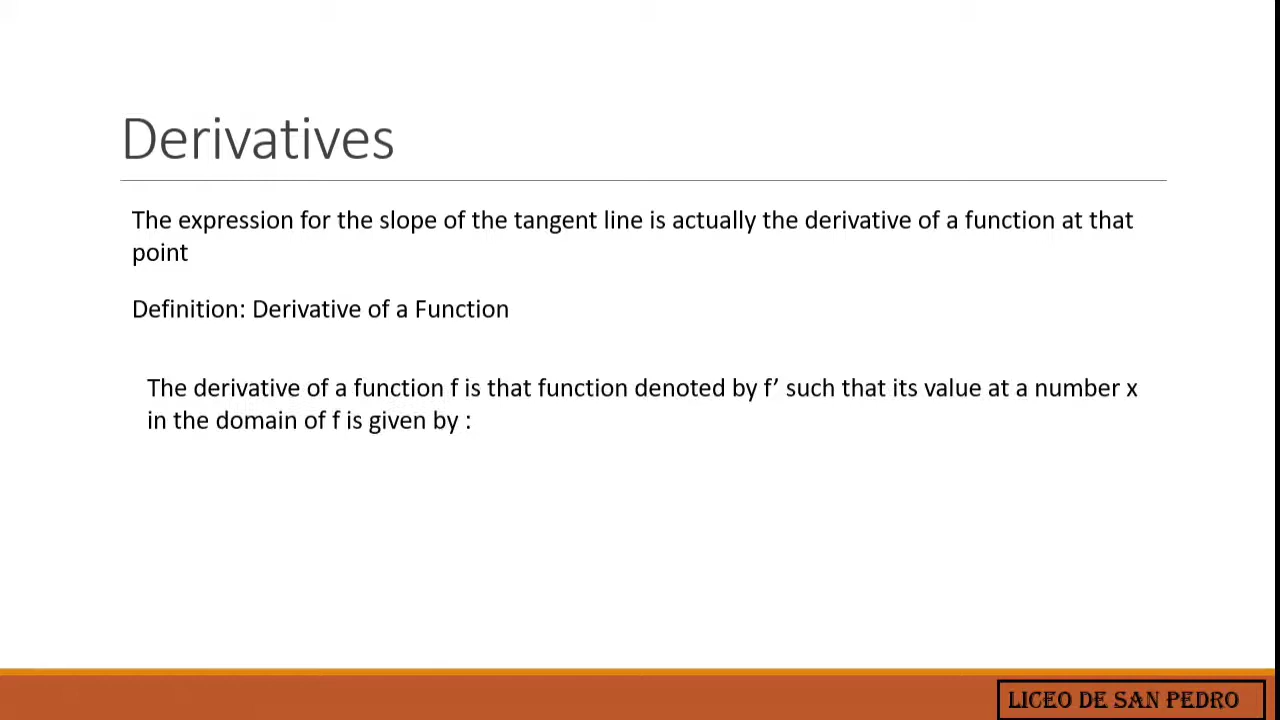 Derivatives
The expression for the slope of the tangent line is actually the derivative of a function at that
point
Definition: Derivative of a Function
The derivative of a function f is that function denoted by f’ such that its value at a number x
in the domain of f is given by :
LICEO DE SAN PEDRO